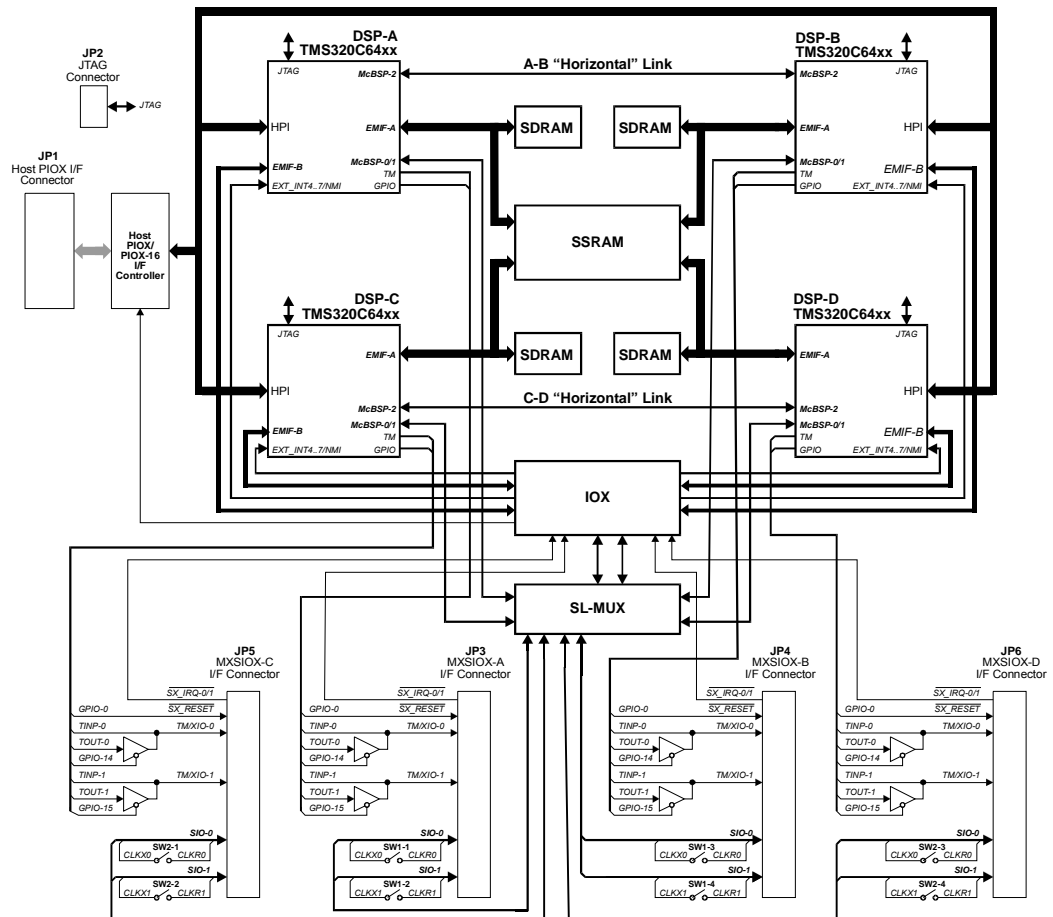 DSP-A
TMS320C64xx
JTAG
McBSP-2
HPI
EMIF-A
EMIF-B
McBSP-0/1
TM
EXT_INT4..7/NMI
GPIO
A-B “Horizontal” Link
DSP-B
TMS320C64xx
McBSP-2
JTAG
EMIF-A
HPI
McBSP-0/1
EMIF-B
TM
GPIO
EXT_INT4..7/NMI
JP2
JTAG
Connector
JTAG
JP1
Host PIOX I/F
Connector
Host
PIOX/
PIOX-16
I/F
Controller
SDRAM
SDRAM
SSRAM
SDRAM
SDRAM
DSP-C
TMS320C64xx
JTAG
EMIF-A
HPI
McBSP-2
McBSP-0/1
EMIF-B
TM
EXT_INT4..7/NMI
GPIO
C-D “Horizontal” Link
DSP-D
TMS320C64xx
JTAG
EMIF-A
HPI
McBSP-2
McBSP-0/1
EMIF-B
TM
GPIO
EXT_INT4..7/NMI
IOX
SL-MUX
JP5
MXSIOX-C
I/F Connector
SX_IRQ-0/1
GPIO-0
SX_RESET
TINP-0
TM/XIO-0
TOUT-0
GPIO-14
TINP-1
TM/XIO-1
TOUT-1
GPIO-15
SIO-0
SW2-1
CLKX0
CLKR0
SIO-1
SW2-2
CLKX1
CLKR1
JP3
MXSIOX-A
I/F Connector
SX_IRQ-0/1
GPIO-0
SX_RESET
TINP-0
TM/XIO-0
TOUT-0
GPIO-14
TINP-1
TM/XIO-1
TOUT-1
GPIO-15
SIO-0
SW1-1
CLKX0
CLKR0
SIO-1
SW1-2
CLKX1
CLKR1
JP4
MXSIOX-B
I/F Connector
SX_IRQ-0/1
GPIO-0
SX_RESET
TINP-0
TM/XIO-0
TOUT-0
GPIO-14
TINP-1
TM/XIO-1
TOUT-1
GPIO-15
SIO-0
SW1-3
CLKX0
CLKR0
SIO-1
SW1-4
CLKX1
CLKR1
JP6
MXSIOX-D
I/F Connector
SX_IRQ-0/1
GPIO-0
SX_RESET
TINP-0
TM/XIO-0
TOUT-0
GPIO-14
TINP-1
TM/XIO-1
TOUT-1
GPIO-15
SIO-0
SW2-3
CLKX0
CLKR0
SIO-1
SW2-4
CLKX1
CLKR1